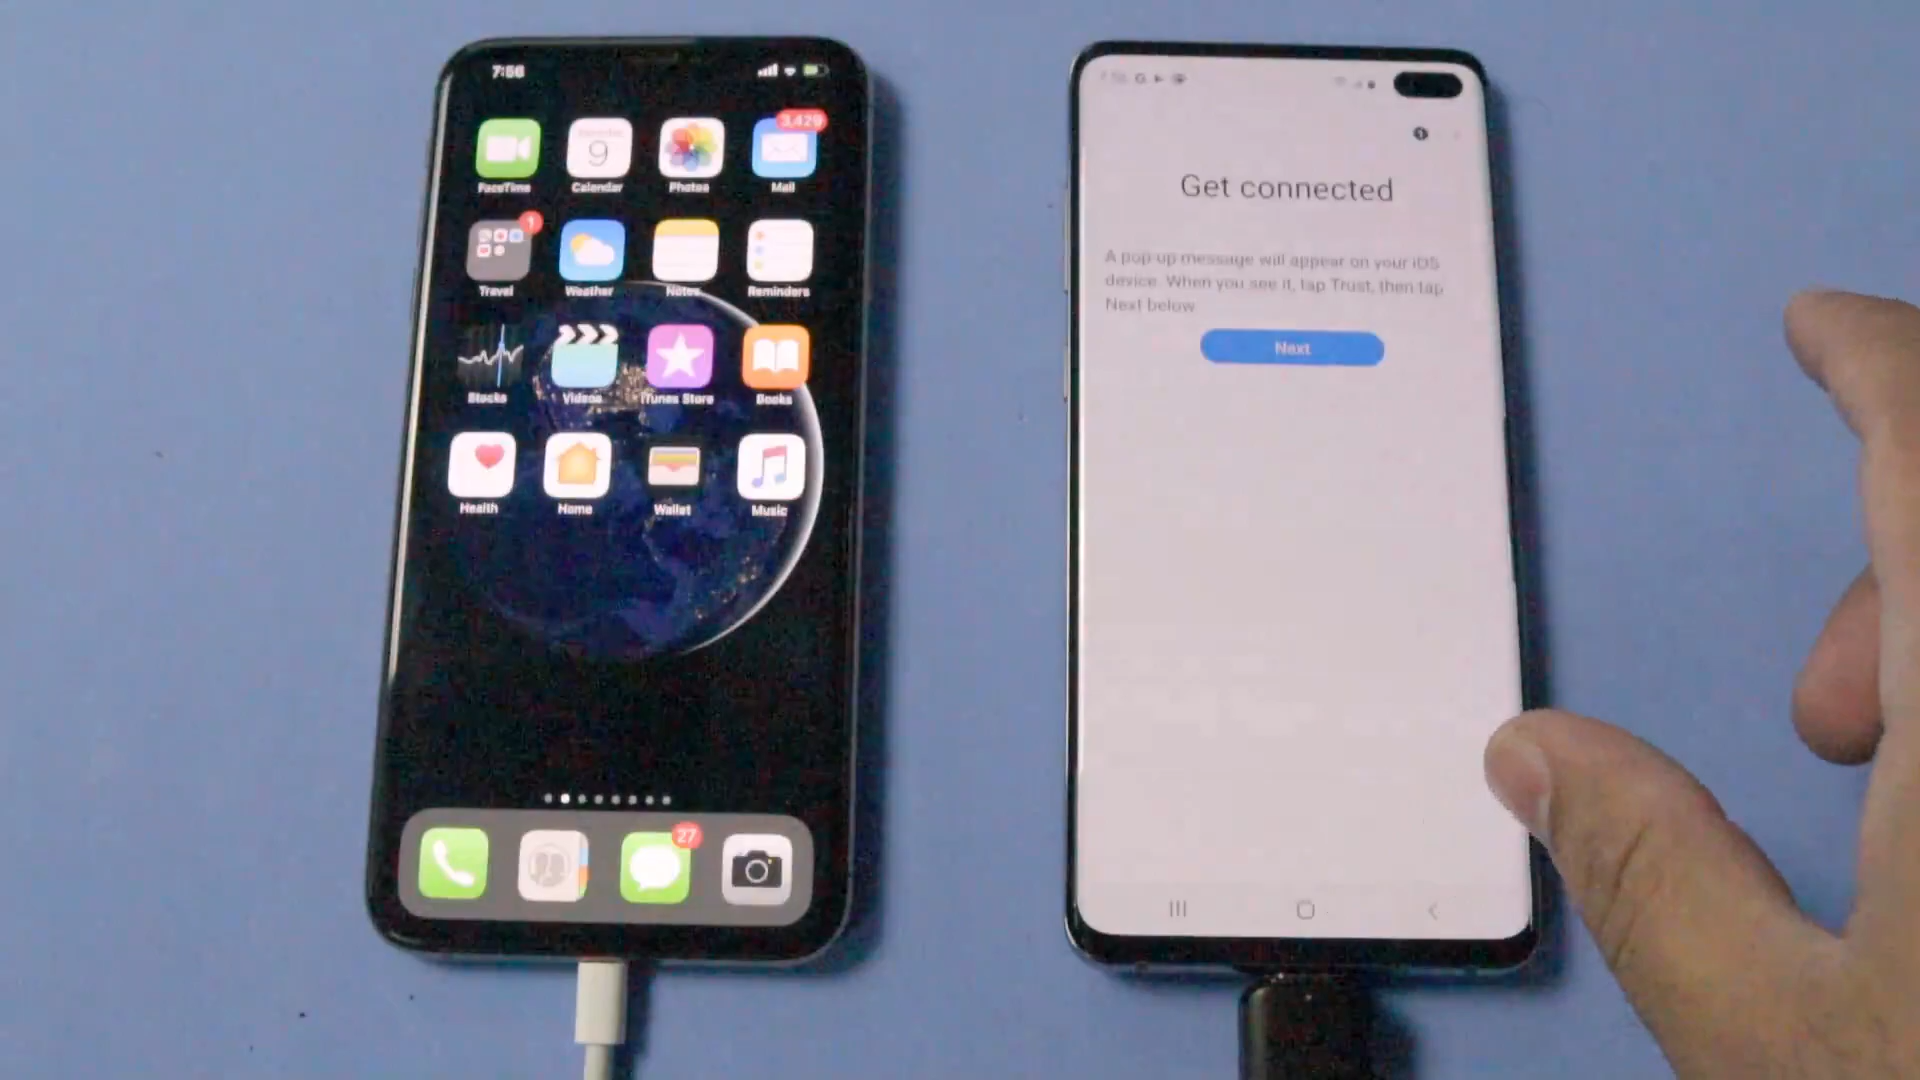 7:56
3,429
9
FaceTime
Calendar
Photos
Mail
1
Travel
Weather
Notes
Reminders
Stocks
Videos
iTunes Store
Books
Health
Home
Wallet
Music
27
G
1
Get connected
A pop-up message will appear on your iOS
device. When you see it, tap Trust, then tap
Next below.
Next